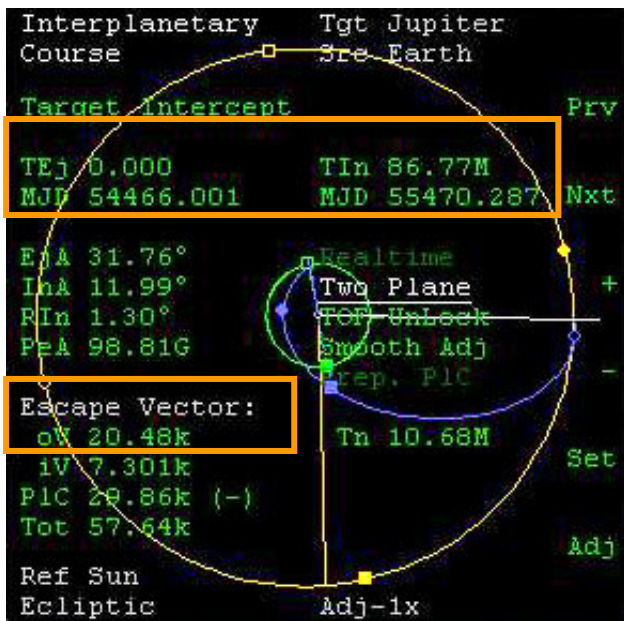 Interplanetary Tgt Jupiter
Course Src Earth
Target Intercept Prv
TEj 0.000 TIn 86.77M
MJD 54466.001 MJD 55470.287 Nxt
EjA 31.76° Realtime
InA 11.99° Two Plane +
RIn 1.30° TOF UnLock
PeA 98.81G Smooth Adj
Prep. PlC -
Escape Vector:
oV 20.48k Tn 10.68M
iV 7.301k Set
PlC 29.86k (-)
Tot 57.64k
Adj
Ref Sun
Ecliptic Adj-1x